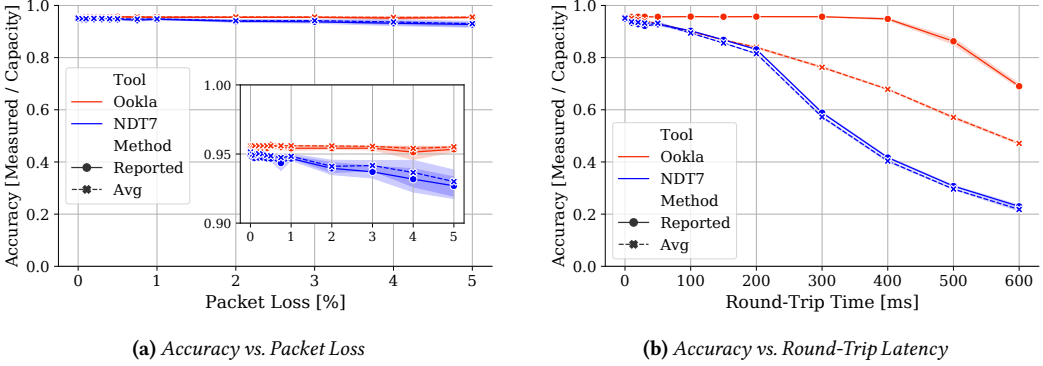 1.0
0.8
0.6
0.4
0.2
0.0
Accuracy [Measured / Capacity]
Tool
Ookla
NDT7
Method
Reported
Avg
1.00
0.95
0.90
0 1 2 3 4 5
0 1 2 3 4 5
Packet Loss [%]
(a) Accuracy vs. Packet Loss
1.0
0.8
0.6
0.4
0.2
0.0
Accuracy [Measured / Capacity]
Tool
Ookla
NDT7
Method
Reported
Avg
0 100 200 300 400 500 600
Round-Trip Time [ms]
(b) Accuracy vs. Round-Trip Latency